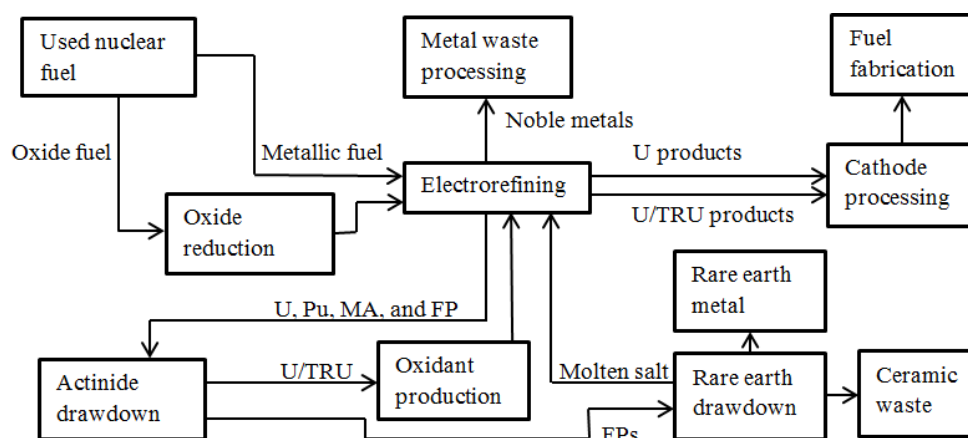 Used nuclear
fuel
Metal waste
processing
Fuel
fabrication
Oxide fuel
Metallic fuel
Noble metals
U products
Electrorefining
Cathode
processing
U/TRU products
Oxide
reduction
Rare earth
metal
U, Pu, MA, and FP
Actinide
drawdown
U/TRU
Oxidant
production
Molten salt
Rare earth
drawdown
Ceramic
waste
FPs